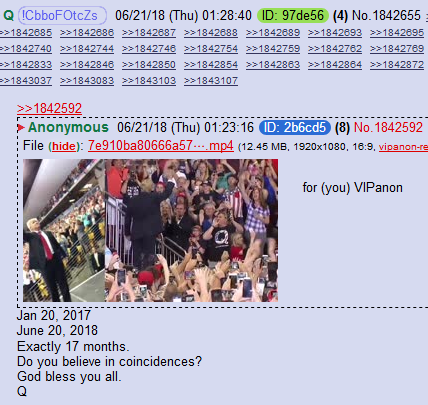 Q !CbboFOtcZs 06/21/18 (Thu) 01:28:40 ID: 97de56 (4) No.1842655
>>1842685 >>1842686 >>1842687 >>1842688 >>1842689 >>1842693 >>1842695
>>1842740 >>1842744 >>1842746 >>1842754 >>1842759 >>1842762 >>1842769
>>1842833 >>1842846 >>1842850 >>1842854 >>1842863 >>1842864 >>1842872
>>1843037 >>1843083 >>1843103 >>1843107
>>1842592
Anonymous 06/21/18 (Thu) 01:23:16 ID: 2b6cd5 (8) No.1842592
File (hide): 7e910ba80666a57⋯.mp4 (12.45 MB, 1920x1080, 16:9, vipanon-re
for (you) VIPanon
Q
Jan 20, 2017
June 20, 2018
Exactly 17 months.
Do you believe in coincidences?
God bless you all.
Q